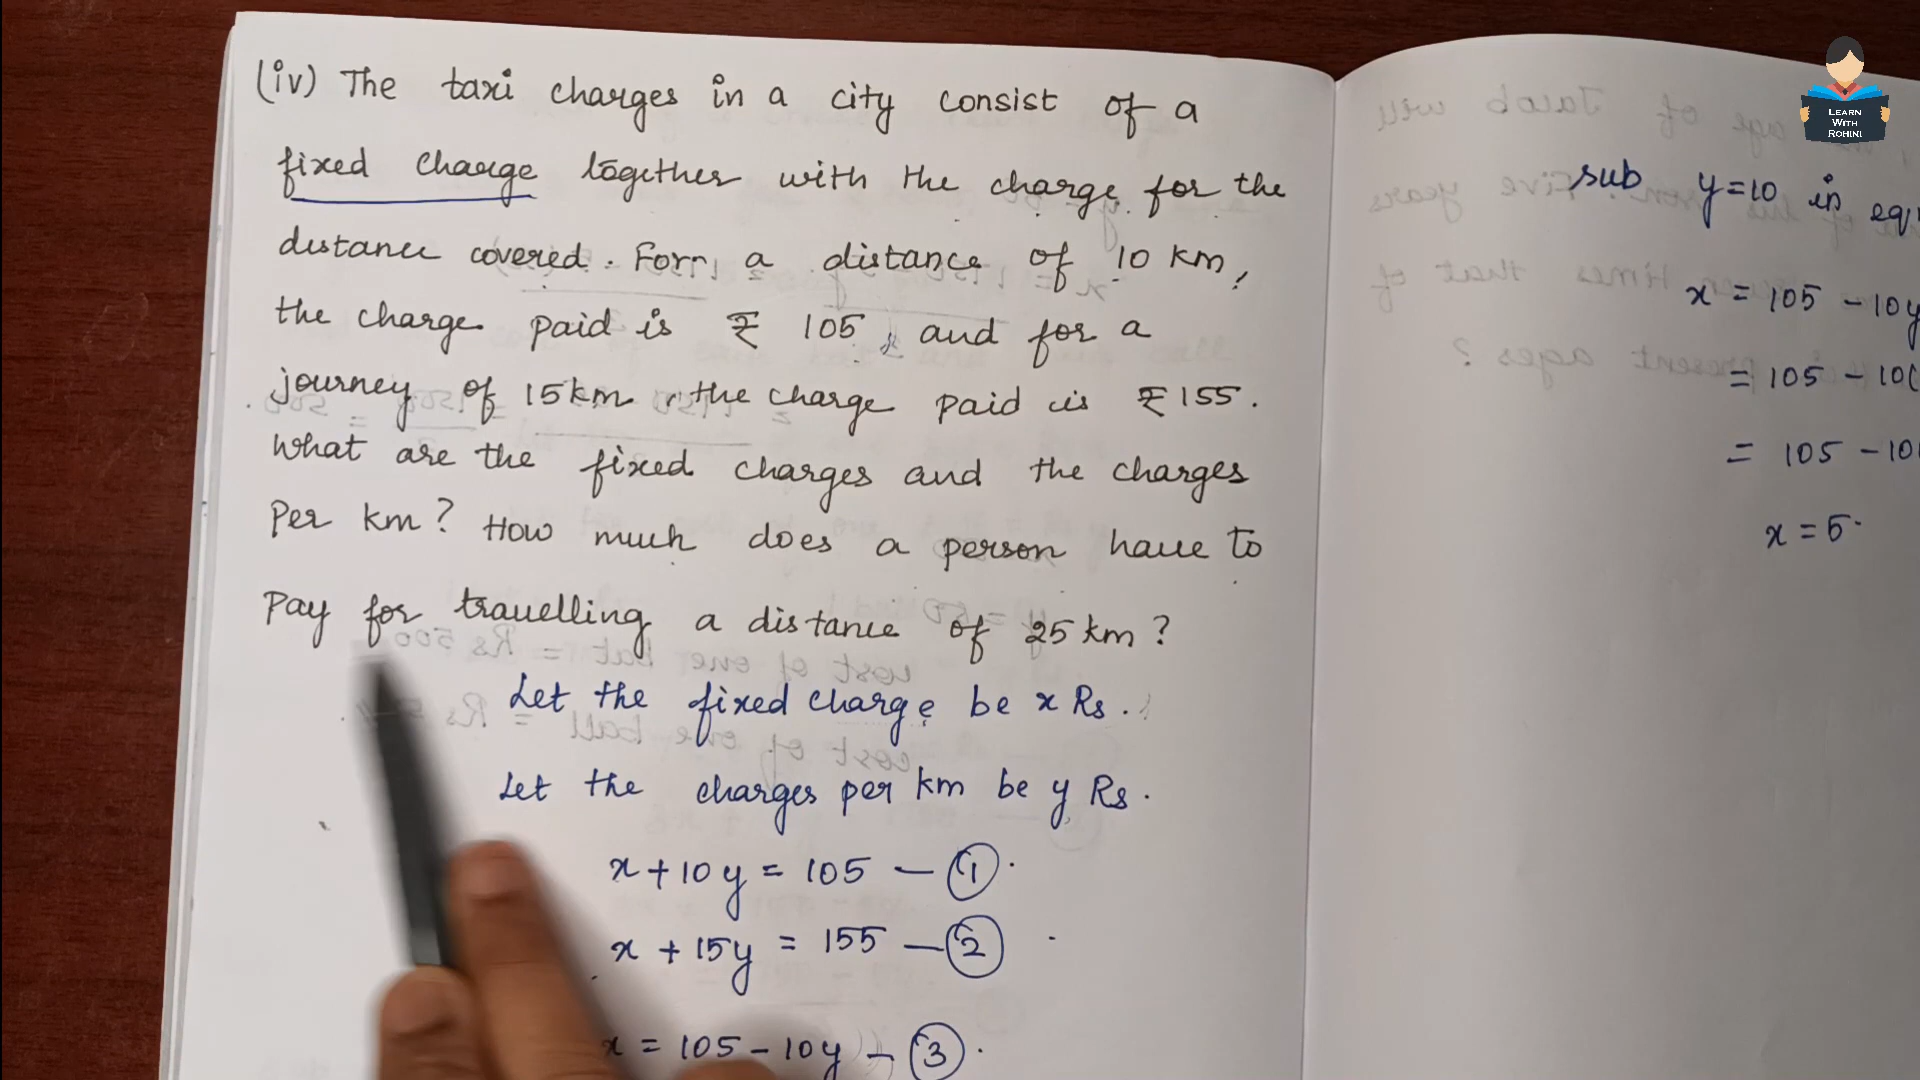 (iv) The taxi charges in a city consist of a
fixed charge together with the charge for the
distance covered. For a distance of 10 km,
the charge paid is ₹ 105, and for a
journey of 15 km, the charge paid is ₹ 155.
What are the fixed charges and the charges
Per km? How much does a person have to
Pay for travelling a distance of 25 km?
Let the fixed charge be x Rs.
Let the charges per km be y Rs.
x + 10y = 105 — ①
x + 15y = 155 — ②
x = 105 - 10y — ③
LEARN
WITH
ROHINI
sub y = 10 in eq
x = 105 - 10y
= 105 - 10(
= 105 - 10
x = 5